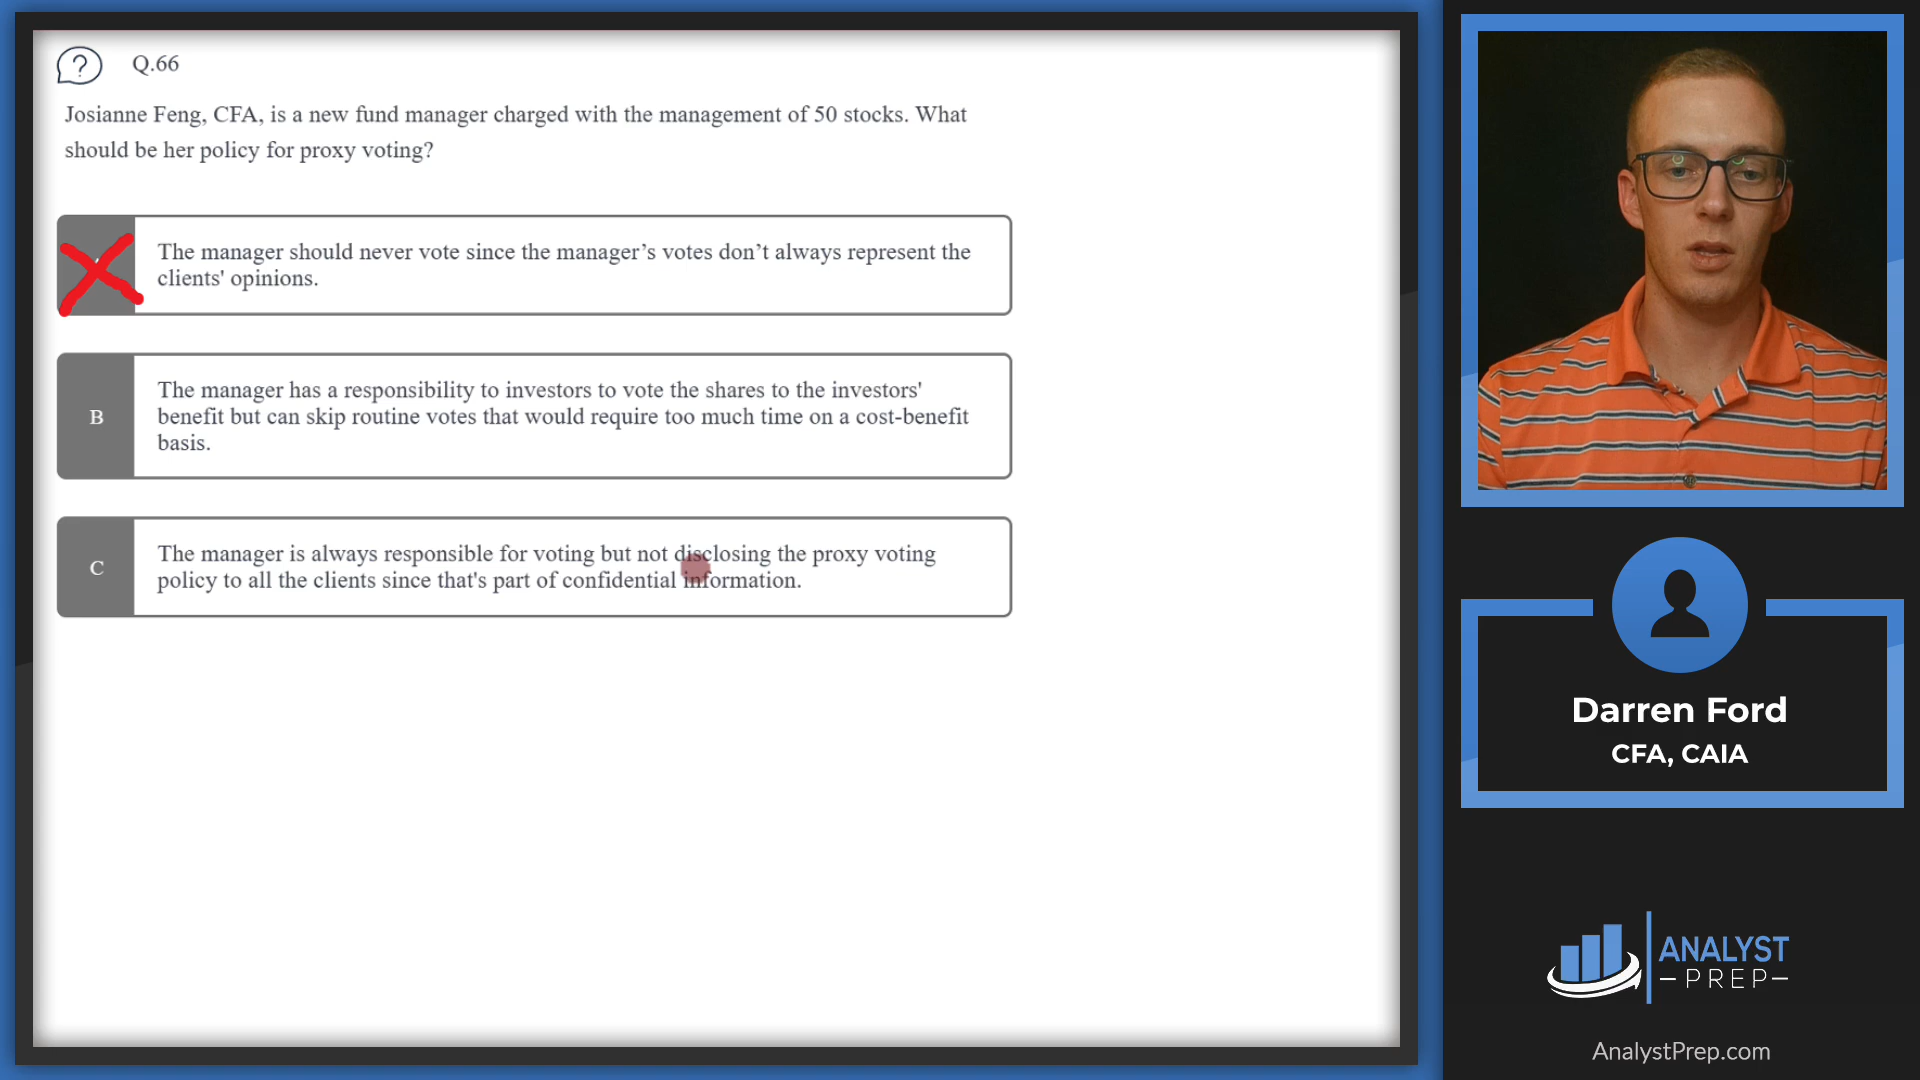 Q.66
Josianne Feng, CFA, is a new fund manager charged with the management of 50 stocks. What
should be her policy for proxy voting?
The manager should never vote since the manager’s votes don’t always represent the
clients' opinions.
B
The manager has a responsibility to investors to vote the shares to the investors'
benefit but can skip routine votes that would require too much time on a cost-benefit
basis.
C
The manager is always responsible for voting but not disclosing the proxy voting
policy to all the clients since that's part of confidential information.
Darren Ford
CFA, CAIA
ANALYST
PREP
AnalystPrep.com